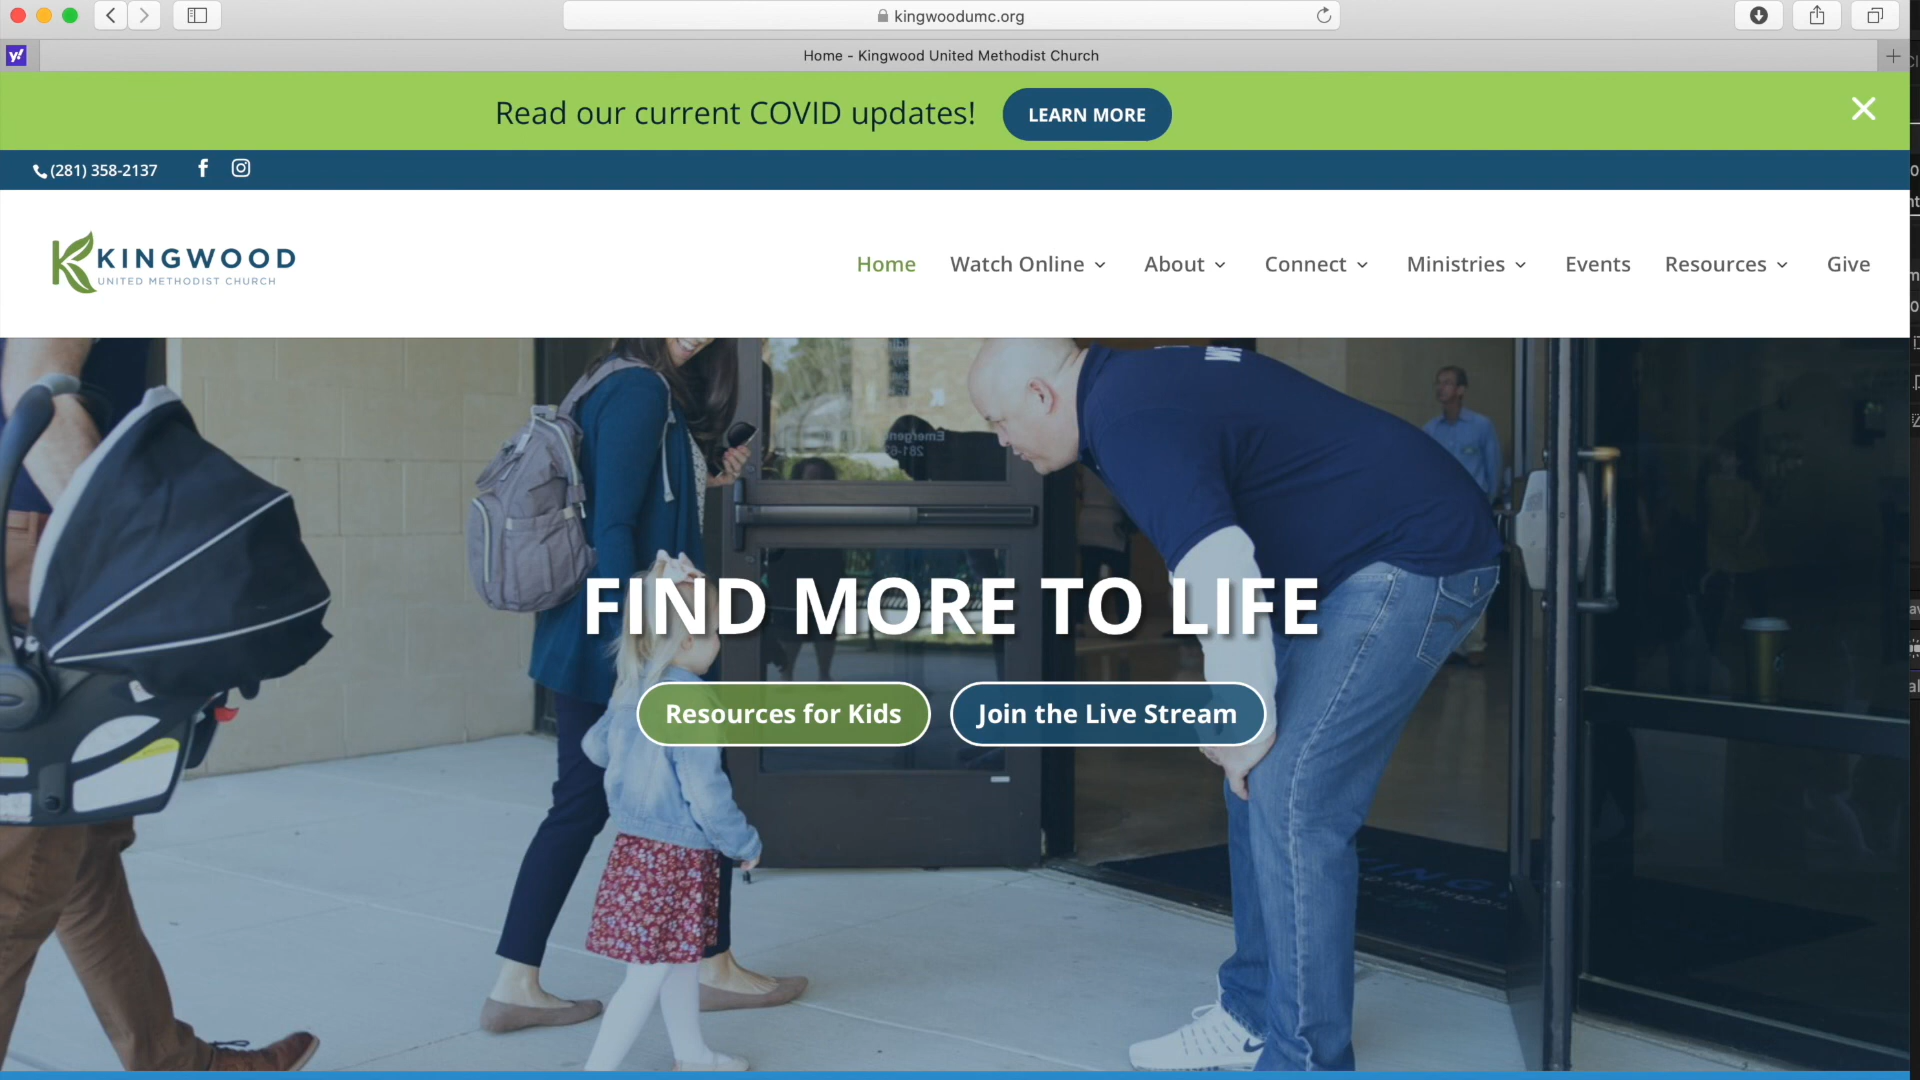 kingwoodumc.org
y!
Home - Kingwood United Methodist Church
Read our current COVID updates! LEARN MORE
(281) 358-2137
KINGWOOD
UNITED METHODIST CHURCH
Home Watch Online About Connect Ministries Events Resources Give
FIND MORE TO LIFE
Resources for Kids Join the Live Stream